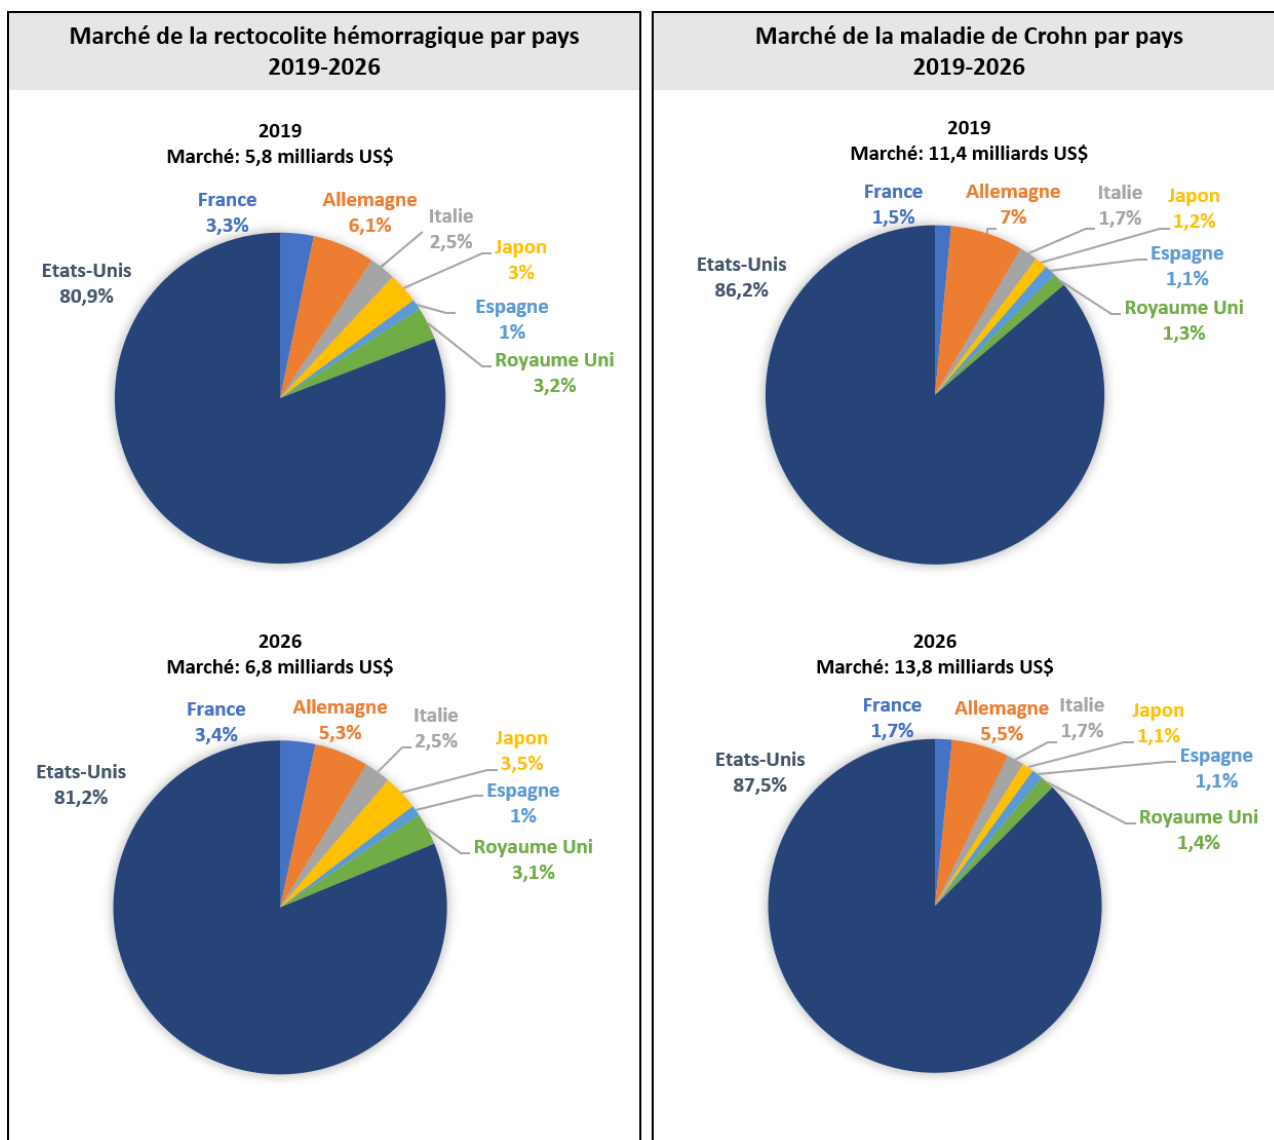 Marché de la rectocolite hémorragique par pays
2019-2026
2019
Marché: 5,8 milliards US$
France
3,3%
Allemagne
6,1%
Italie
2,5%
Japon
3%
Espagne
1%
Royaume Uni
3,2%
Etats-Unis
80,9%
2026
Marché: 6,8 milliards US$
France
3,4%
Allemagne
5,3%
Italie
2,5%
Japon
3,5%
Espagne
1%
Royaume Uni
3,1%
Etats-Unis
81,2%
Marché de la maladie de Crohn par pays
2019-2026
2019
Marché: 11,4 milliards US$
France
1,5%
Allemagne
7%
Italie
1,7%
Japon
1,2%
Espagne
1,1%
Royaume Uni
1,3%
Etats-Unis
86,2%
2026
Marché: 13,8 milliards US$
France
1,7%
Allemagne
5,5%
Italie
1,7%
Japon
1,1%
Espagne
1,1%
Royaume Uni
1,4%
Etats-Unis
87,5%